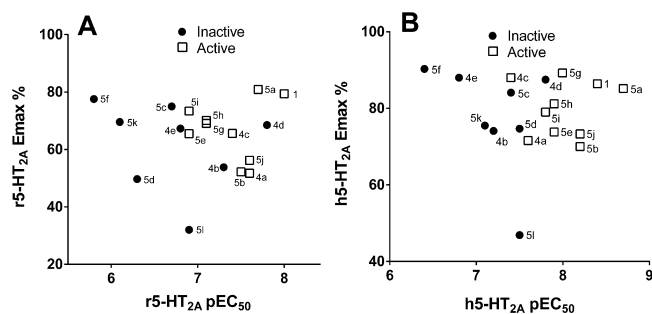 A
● Inactive
□ Active
r5-HT2A Emax %
100
80
60
40
20
5f
5k
5d
5c
4e
5i
5e
5h
5g
4c
4b
5b
4a
5j
5a
1
4d
5l
6
7
8
r5-HT2A pEC50
B
● Inactive
□ Active
h5-HT2A Emax %
100
80
60
40
5f
4e
4c
5c
5g
4d
1
5a
5k
4b
5d
4a
5h
5i
5e
5j
5b
5l
6
7
8
9
h5-HT2A pEC50